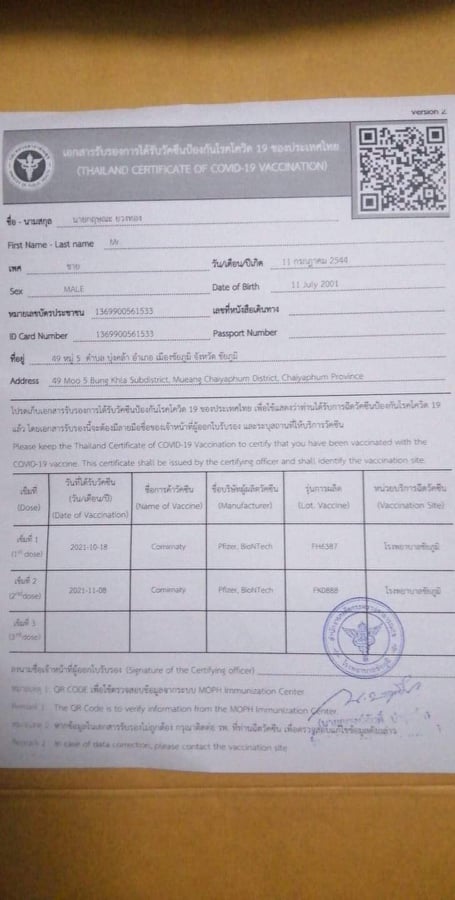 version 2
เอกสารรับรองการได้รับวัคซีนป้องกันโรคโควิด 19 ของประเทศไทย
(THAILAND CERTIFICATE OF COVID-19 VACCINATION)
ชื่อ - นามสกุล นายกฤษณะ ยวงทอง
First Name - Last name Mr.
เพศ ชาย วัน/เดือน/ปีเกิด 11 กรกฎาคม 2544
Sex MALE Date of Birth 11 July 2001
หมายเลขบัตรประชาชน 1369900561533 เลขที่หนังสือเดินทาง
ID Card Number 1369900561533 Passport Number
ที่อยู่ 49 หมู่ 5 ตำบล บุ่งคล้า อำเภอ เมืองชัยภูมิ จังหวัด ชัยภูมิ
Address 49 Moo 5 Bung Khla Subdistrict, Mueang Chaiyaphum District, Chaiyaphum Province
โปรดเก็บเอกสารรับรองการได้รับวัคซีนป้องกันโรคโควิด 19 ของประเทศไทย เพื่อใช้แสดงว่าท่านได้รับการฉีดวัคซีนป้องกันโรคโควิด 19
แล้ว โดยเอกสารรับรองนี้จะต้องมีลายมือชื่อของเจ้าหน้าที่ผู้ออกใบรับรอง และระบุสถานที่ให้บริการวัคซีน
Please keep the Thailand Certificate of COVID-19 Vaccination to certify that you have been vaccinated with the
COVID-19 vaccine. This certificate shall be issued by the certifying officer and shall identify the vaccination site.
เข็มที่ วันที่ได้รับวัคซีน ชื่อการค้าวัคซีน ชื่อบริษัทผู้ผลิตวัคซีน รุ่นการผลิต หน่วยบริการฉีดวัคซีน
(วัน/เดือน/ปี)
(Dose) (Date of Vaccination) (Name of Vaccine) (Manufacturer) (Lot. Vaccine) (Vaccination Site)
เข็มที่ 1
(1st dose) 2021-10-18 Comirnaty Pfizer, BioNTech FH6387 โรงพยาบาลชัยภูมิ
เข็มที่ 2
(2nd dose) 2021-11-08 Comirnaty Pfizer, BioNTech FK0888 โรงพยาบาลชัยภูมิ
เข็มที่ 3
(3rd dose)
ลงนามชื่อเจ้าหน้าที่ผู้ออกใบรับรอง (Signature of the Certifying officer)
หมายเหตุ 1 QR CODE เพื่อใช้ตรวจสอบข้อมูลจากระบบ MOPH Immunization Center
Remark 1 The QR Code is to verify information from the MOPH Immunization Center.
หมายเหตุ 2 หากข้อมูลในเอกสารรับรองไม่ถูกต้อง กรุณาติดต่อ รพ. ที่ท่านฉีดวัคซีน เพื่อตรวจสอบแก้ไขข้อมูลดังกล่าว
Remark 2 In case of data correction, please contact the vaccination site